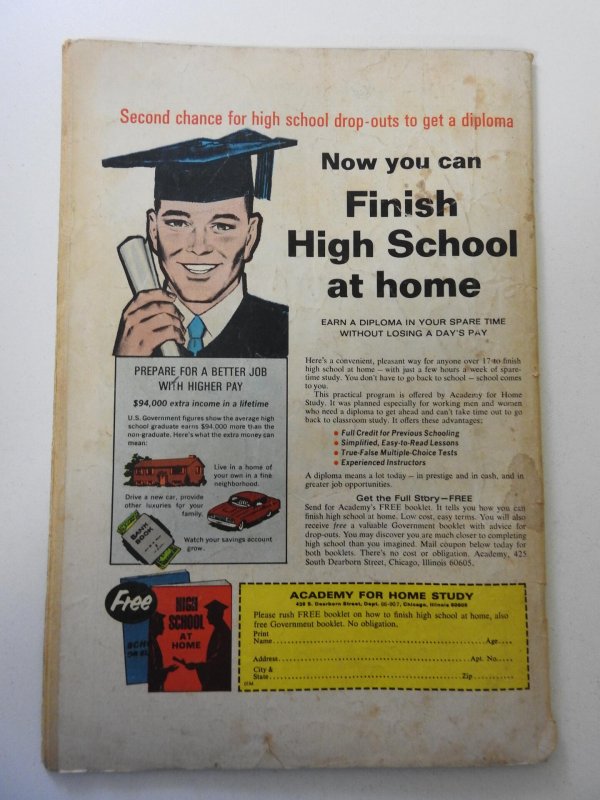 Second chance for high school drop-outs to get a diploma
Now you can
Finish
High School
at home
EARN A DIPLOMA IN YOUR SPARE TIME
WITHOUT LOSING A DAY'S PAY
PREPARE FOR A BETTER JOB
WITH HIGHER PAY
$94,000 extra income in a lifetime
U.S. Government figures show the average high
school graduate earns $94,000 more than the
non-graduate. Here's what the extra money can
mean:
Live in a home of
your own in a fine
neighborhood.
Drive a new car, provide
other luxuries for your
family.
BANK
BOOK
Watch your savings account
grow.
Here's a convenient, pleasant way for anyone over 17 to finish
high school at home — with just a few hours a week of spare-
time study. You don't have to go back to school — school comes
to you.
This practical program is offered by Academy for Home
Study. It was planned especially for working men and women
who need a diploma to get ahead and can't take time out to go
back to classroom study. It offers these advantages:
• Full Credit for Previous Schooling
• Simplified, Easy-to-Read Lessons
• True-False Multiple-Choice Tests
• Experienced Instructors
A diploma means a lot today — in prestige and in cash, and in
greater job opportunities.
Get the Full Story—FREE
Send for Academy's FREE booklet. It tells you how you can
finish high school at home. Low cost, easy terms. You will also
receive free a valuable Government booklet with advice for
drop-outs. You may discover you are much closer to completing
high school than you imagined. Mail coupon below today for
both booklets. There's no cost or obligation. Academy, 425
South Dearborn Street, Chicago, Illinois 60605.
Free
HIGH
SCHOOL
AT
HOME
ACADEMY FOR HOME STUDY
S. Dearborn Street, Dept. Chicago, Illinois 60605
Please rush FREE booklet on how to finish high school at home, also
free Government booklet. No obligation.
Print
Name Age
Address Apt. No.
City &
State Zip